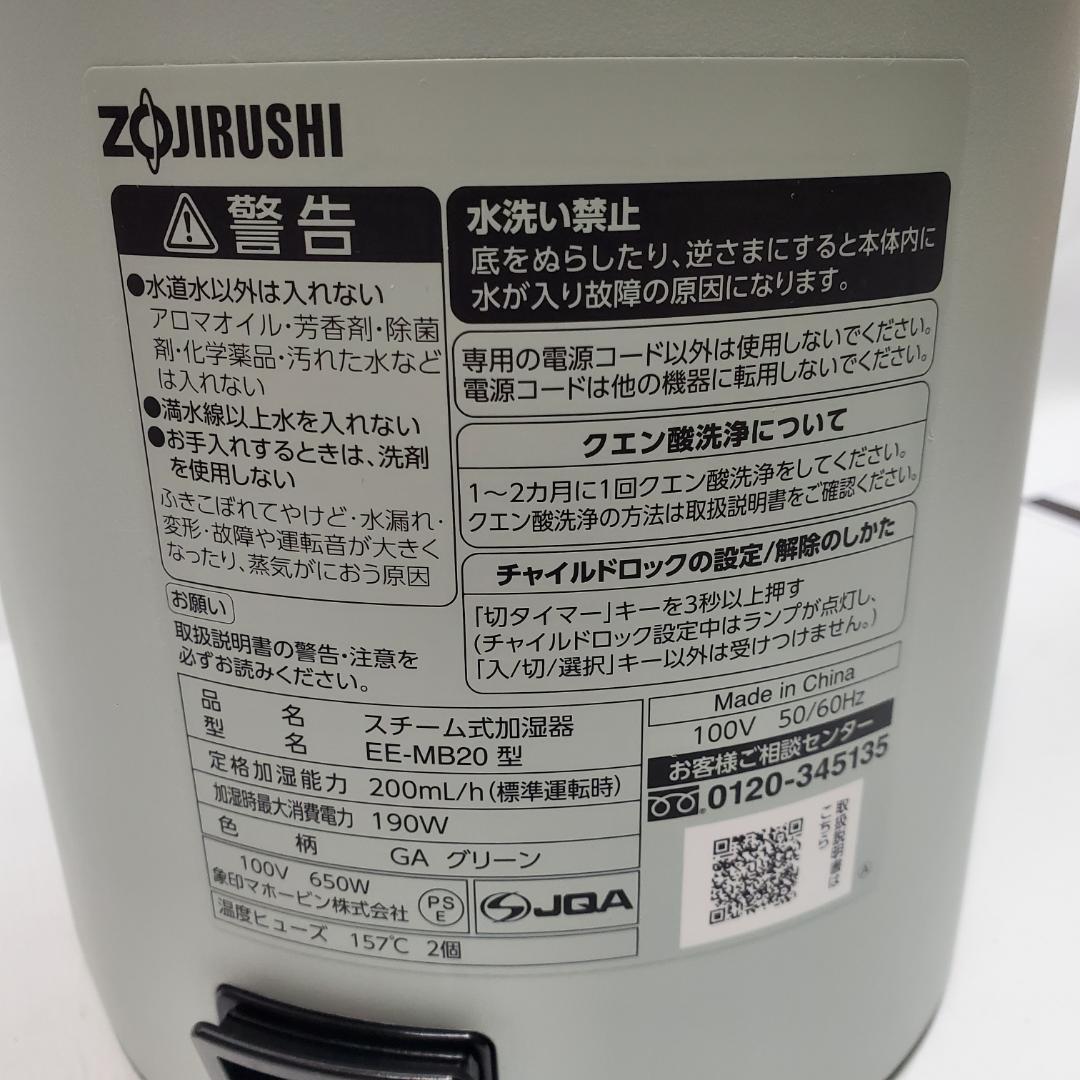 ZOJIRUSHI
警告
●水道水以外は入れない
アロマオイル・芳香剤・除菌
剤・化学薬品・汚れた水など
は入れない
●満水線以上水を入れない
●お手入れするときは、洗剤
を使用しない
ふきこぼれてやけど・水漏れ・
変形・故障や運転音が大きく
なったり、蒸気がにおう原因
お願い
取扱説明書の警告・注意を
必ずお読みください。
水洗い禁止
底をぬらしたり、逆さまにすると本体内に
水が入り故障の原因になります。
専用の電源コード以外は使用しないでください。
電源コードは他の機器に転用しないでください。
クエン酸洗浄について
1～2カ月に1回クエン酸洗浄をしてください。
クエン酸洗浄の方法は取扱説明書をご確認ください。
チャイルドロックの設定/解除のしかた
「切タイマー」キーを3秒以上押す
(チャイルドロック設定中はランプが点灯し、
「入/切/選択」キー以外は受けつけません。)
品名 スチーム式加湿器
型名 EE-MB20 型
定格加湿能力 200mL/h(標準運転時)
加湿時最大消費電力 190W
色柄 GA グリーン
100V 650W
象印マホービン株式会社
PS
E
JQA
温度ヒューズ 157℃ 2個
Made in China
100V 50/60Hz
お客様ご相談センター
0120-345135
取扱説明書は
こちら
A